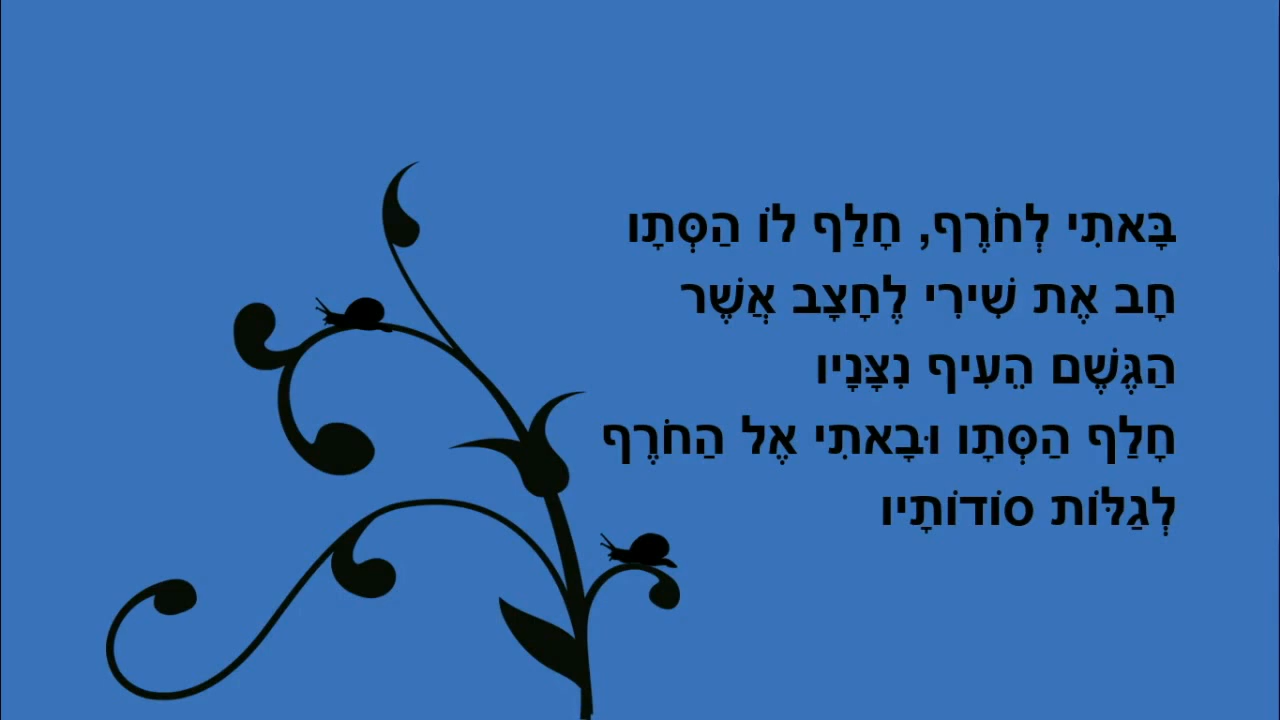 בָּאתִי לְחֹרֶף, חָלַף לוֹ הַסְּתָו
חָב אֶת שִׁירִי לֶחָצָב אֲשֶׁר
הַגֶּשֶׁם הֵעִיף נִצָּנָיו
חָלַף הַסְּתָו וּבָאתִי אֶל הַחֹרֶף
לְגַלּוֹת סוֹדוֹתָיו